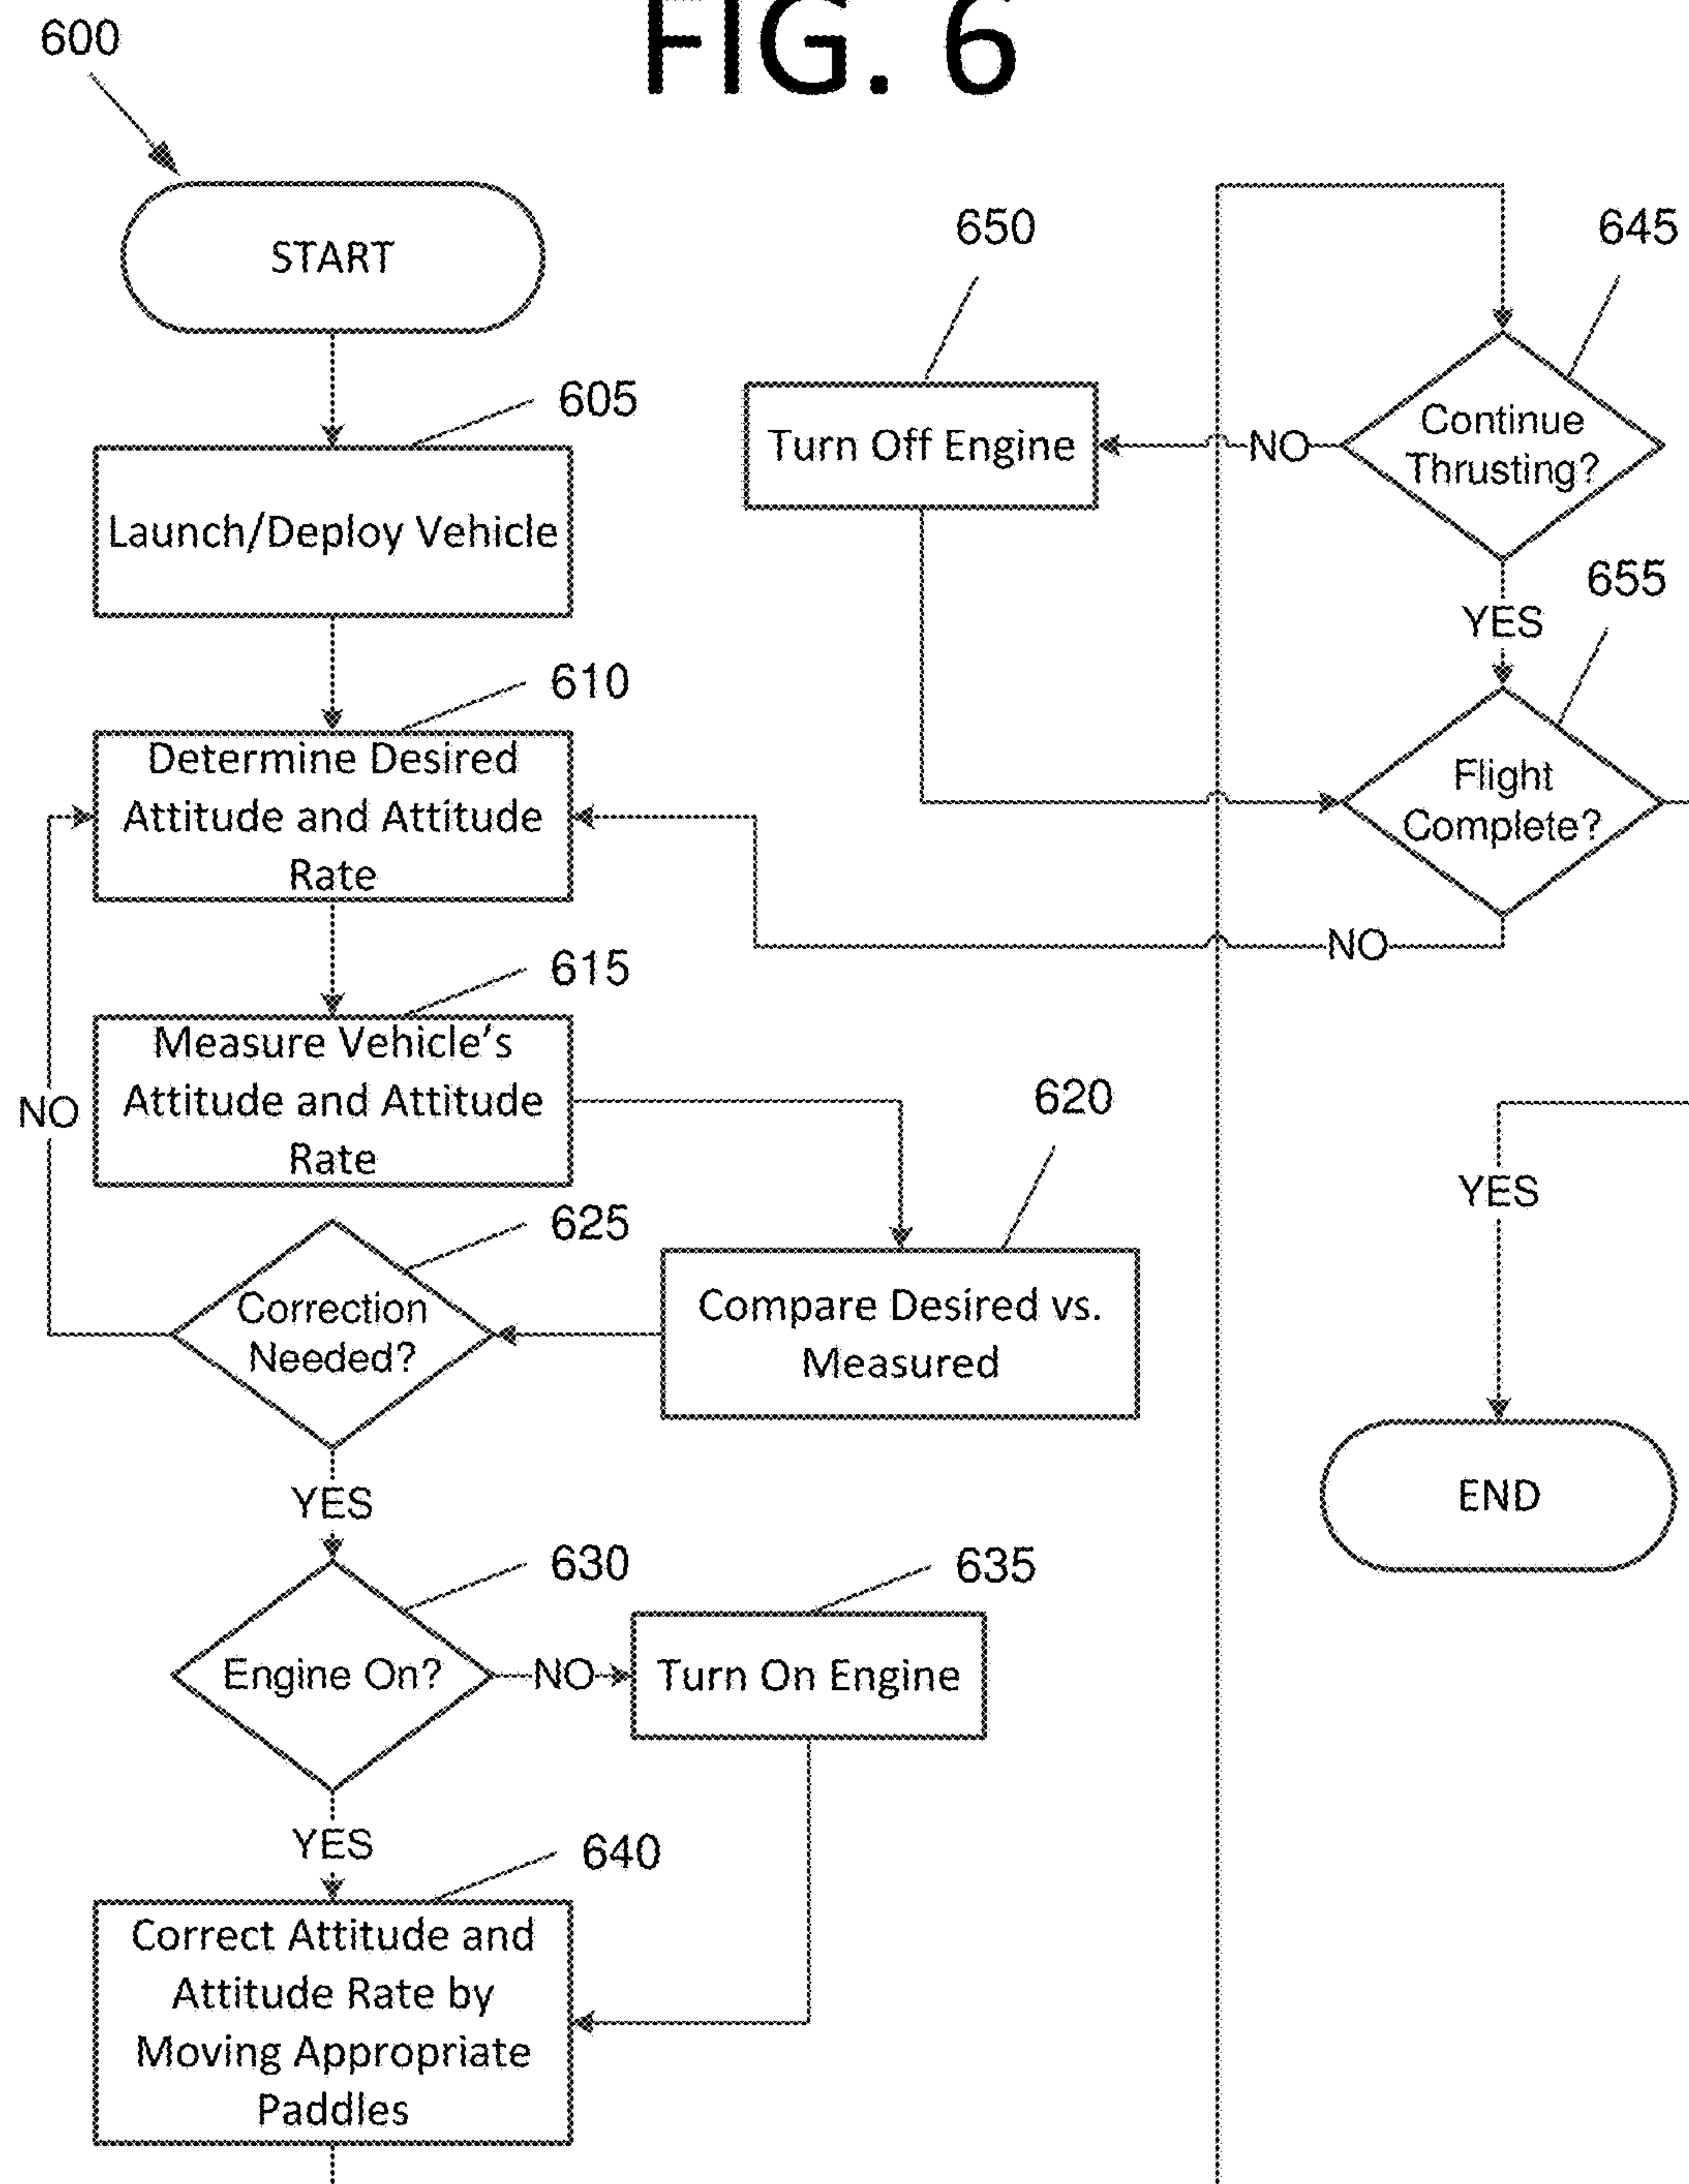 FIG. 6
600
START
605
Launch/Deploy Vehicle
610
Determine Desired
Attitude and Attitude
Rate
615
Measure Vehicle's
Attitude and Attitude
Rate
NO
620
Compare Desired vs.
Measured
625
Correction
Needed?
YES
630
Engine On?
NO
635
Turn On Engine
YES
640
Correct Attitude and
Attitude Rate by
Moving Appropriate
Paddles
645
Continue
Thrusting?
NO
650
Turn Off Engine
YES
655
Flight
Complete?
NO
YES
END